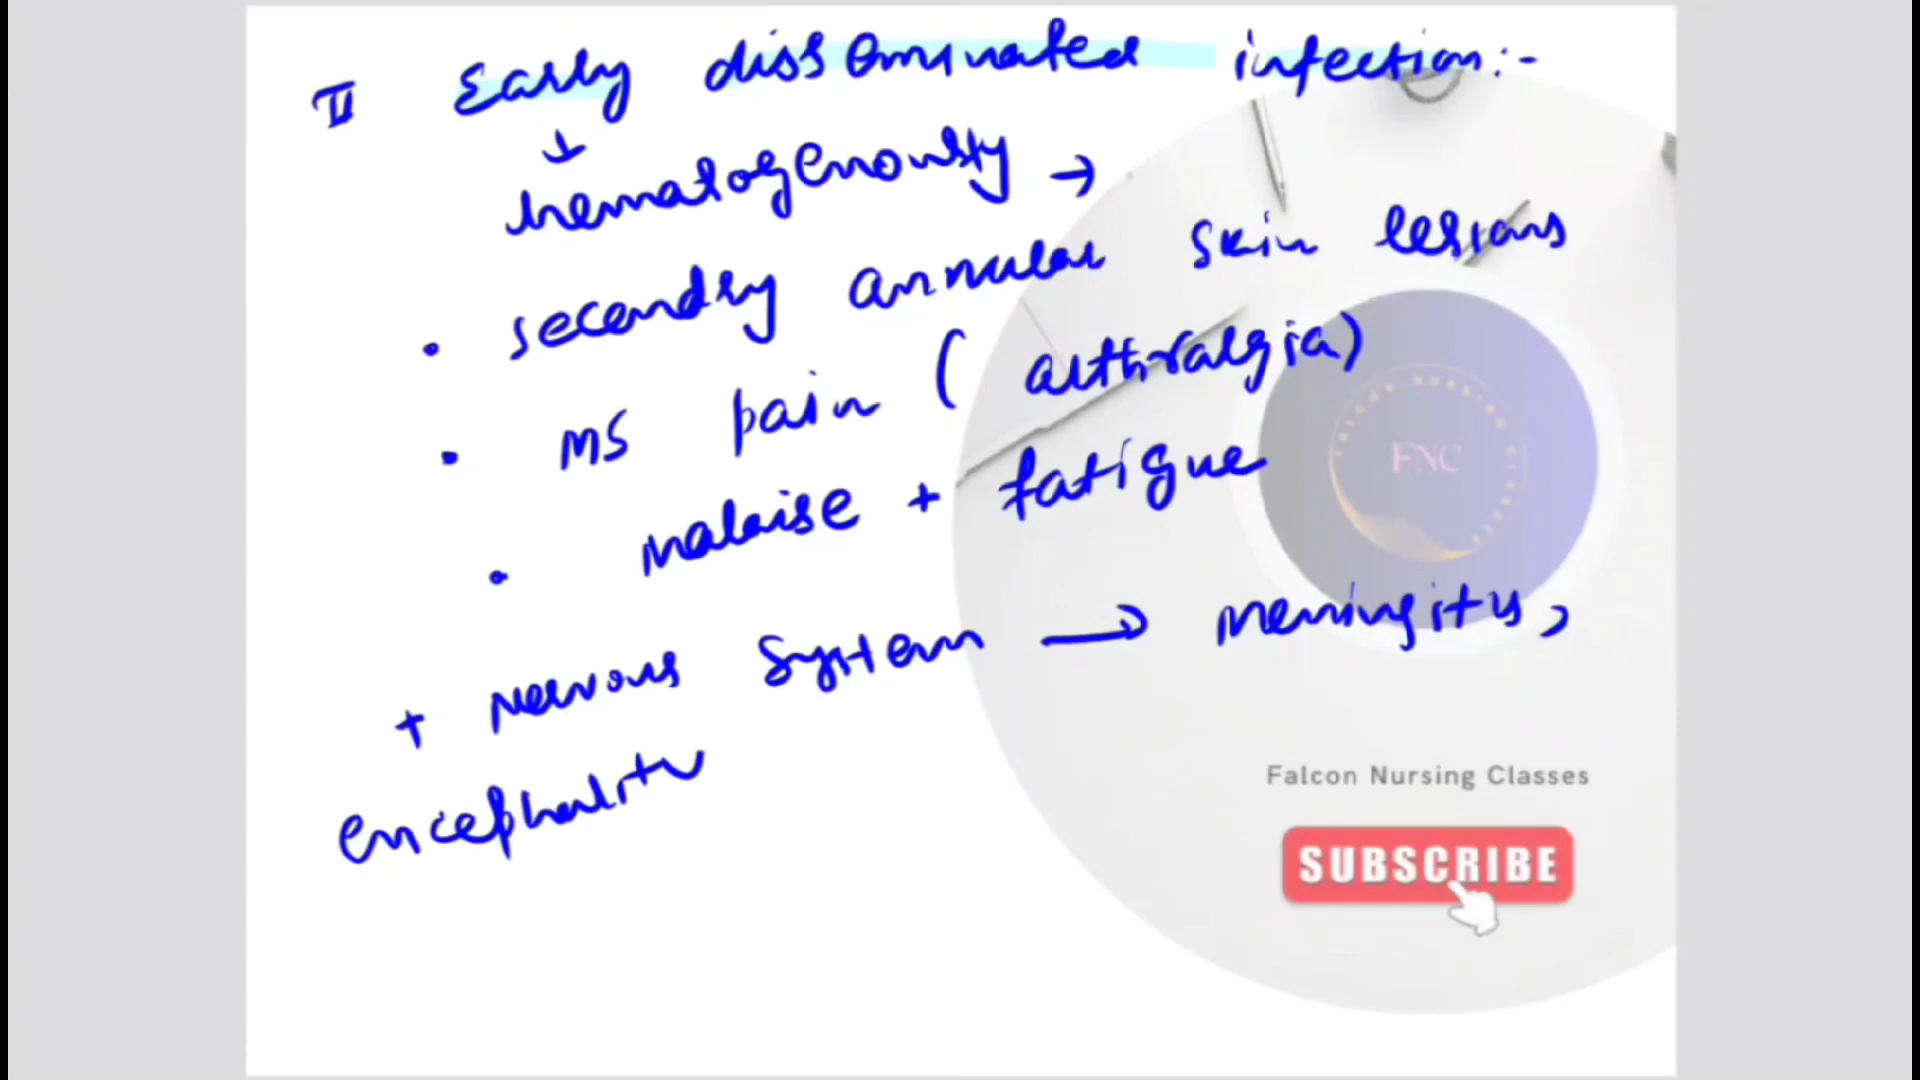 II Early disseminated infection:-
↓
hematogenously →
• secondry annular skin lesions
• MS pain (arthralgia)
• malaise + fatigue
+ nervous system → meningitis,
encephalitis
FNC
Falcon Nursing Classes
SUBSCRIBE